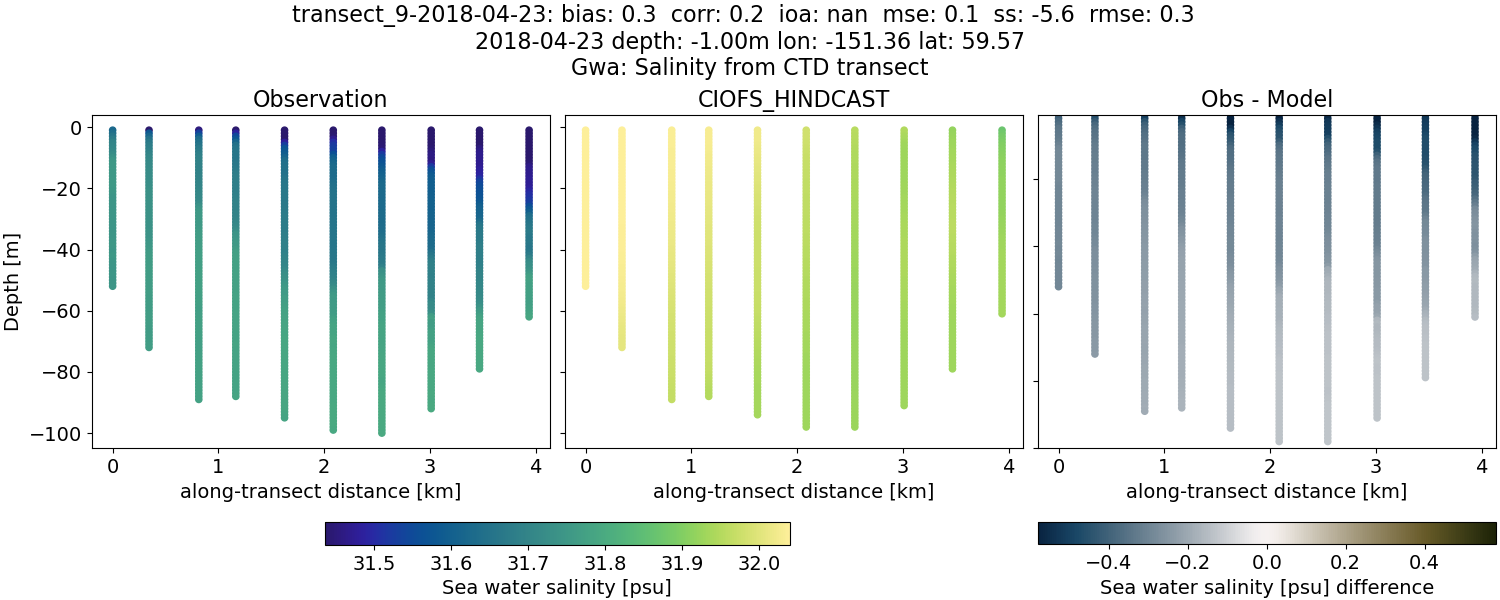 transect_9-2018-04-23: bias: 0.3  corr: 0.2  ioa: nan  mse: 0.1  ss: -5.6  rmse: 0.3
2018-04-23 depth: -1.00m lon: -151.36 lat: 59.57
Gwa: Salinity from CTD transect
Observation
CIOFS_HINDCAST
Obs - Model
Depth [m]
0
−20
−40
−60
−80
−100
0 1 2 3 4
0 1 2 3 4
0 1 2 3 4
along-transect distance [km]
along-transect distance [km]
along-transect distance [km]
31.5 31.6 31.7 31.8 31.9 32.0
Sea water salinity [psu]
−0.4 −0.2 0.0 0.2 0.4
Sea water salinity [psu] difference